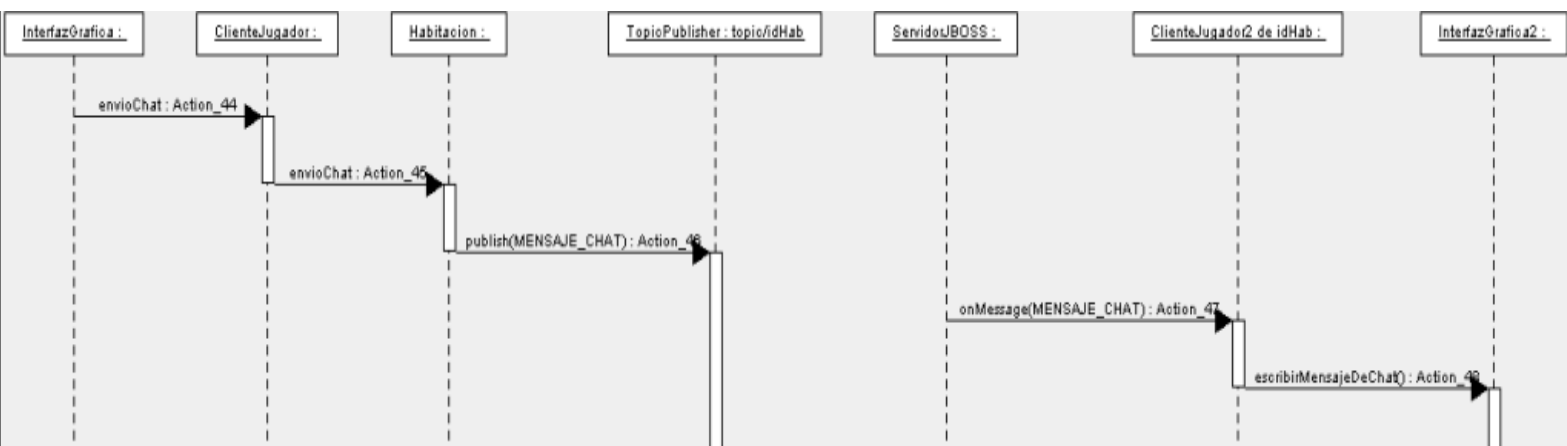 InterfazGrafica :
ClienteJugador :
Habitacion :
TopicPublisher : topic/idHab
ServidorJBOSS :
ClienteJugador2 de idHab :
InterfazGrafica2 :
envioChat : Action_44
envioChat : Action_45
publish(MENSAJE_CHAT) : Action_46
onMessage(MENSAJE_CHAT) : Action_47
escribirMensajeDeChat() : Action_48